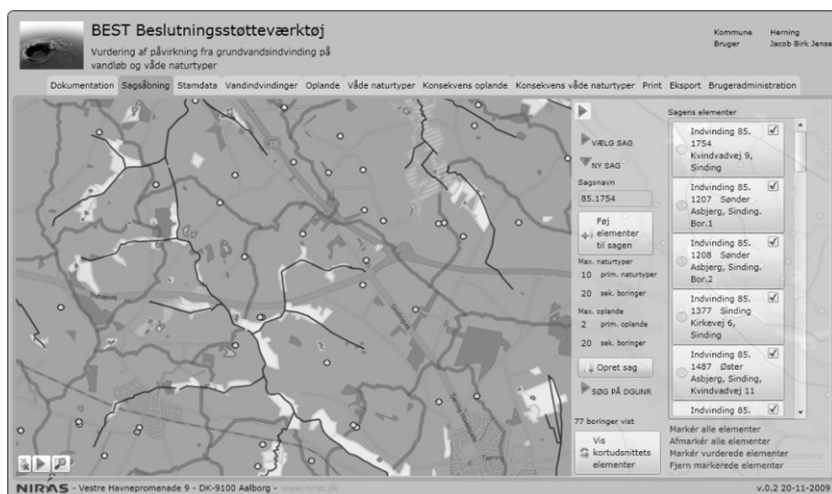 BEST Beslutningsstøtteværktøj
Vurdering af påvirkning fra grundvandsindvinding på
vandløb og våde naturtyper
Kommune Herning
Bruger Jacob Birk Jense
Dokumentation Sagsåbning Stamdata Vandindvindinger Oplande Våde naturtyper Konsekvens oplande Konsekvens våde naturtyper Print Eksport Brugeradministration
VÆLG SAG
NY SAG
Sagsnavn
85.1754
Føj
elementer
til sagen
Max. naturtyper
10 prim. naturtyper
20 sek. boringer
Max. oplande
2 prim. oplande
20 sek. boringer
Opret sag
SØG PÅ DGUNR
77 boringer vist
Vis
kortudsnittets
elementer
Sagens elementer
Indvinding 85.
1754
Kvindvadvej 9,
Sinding
Indvinding 85.
1207 Sønder
Asbjerg, Sinding.
Bor.1
Indvinding 85.
1208 Sønder
Asbjerg, Sinding.
Bor.2
Indvinding 85.
1377 Sinding
Kirkevej 6,
Sinding
Indvinding 85.
1487 Øster
Asbjerg, Sinding,
Kvindvadvej 11
Indvinding 85.
Markér alle elementer
Afmarkér alle elementer
Markér vurderede elementer
Fjern markerede elementer
Tjørring
NIRAS - Vestre Havnepromenade 9 - DK-9100 Aalborg - www.niras.dk
v.0.2 20-11-2009